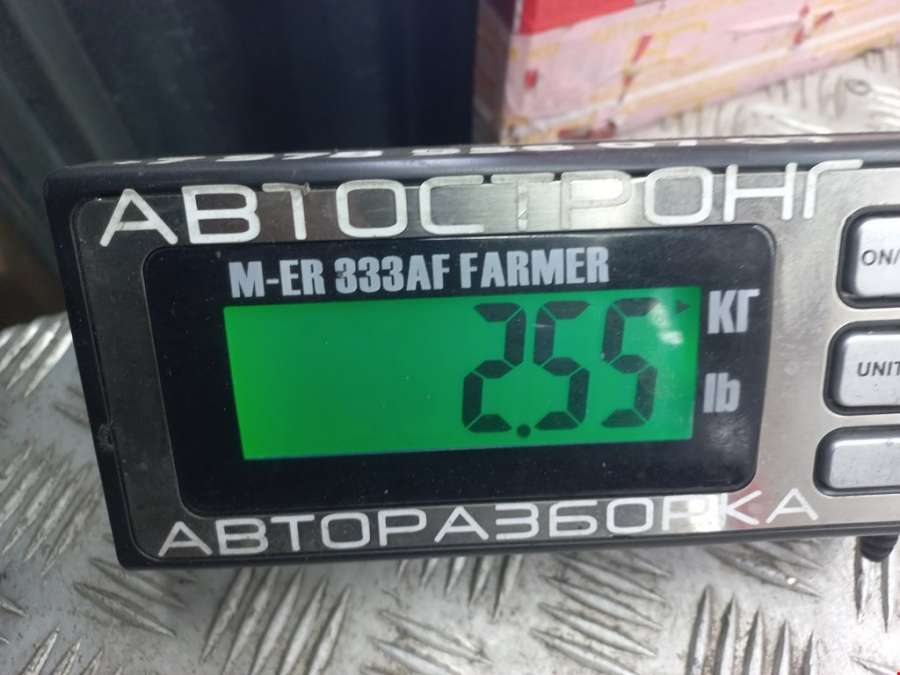 АВТОСТРОНГ
M-ER 333AF FARMER
2.55
КГ
lb
ON/
UNIT
АВТОРАЗБОРКА